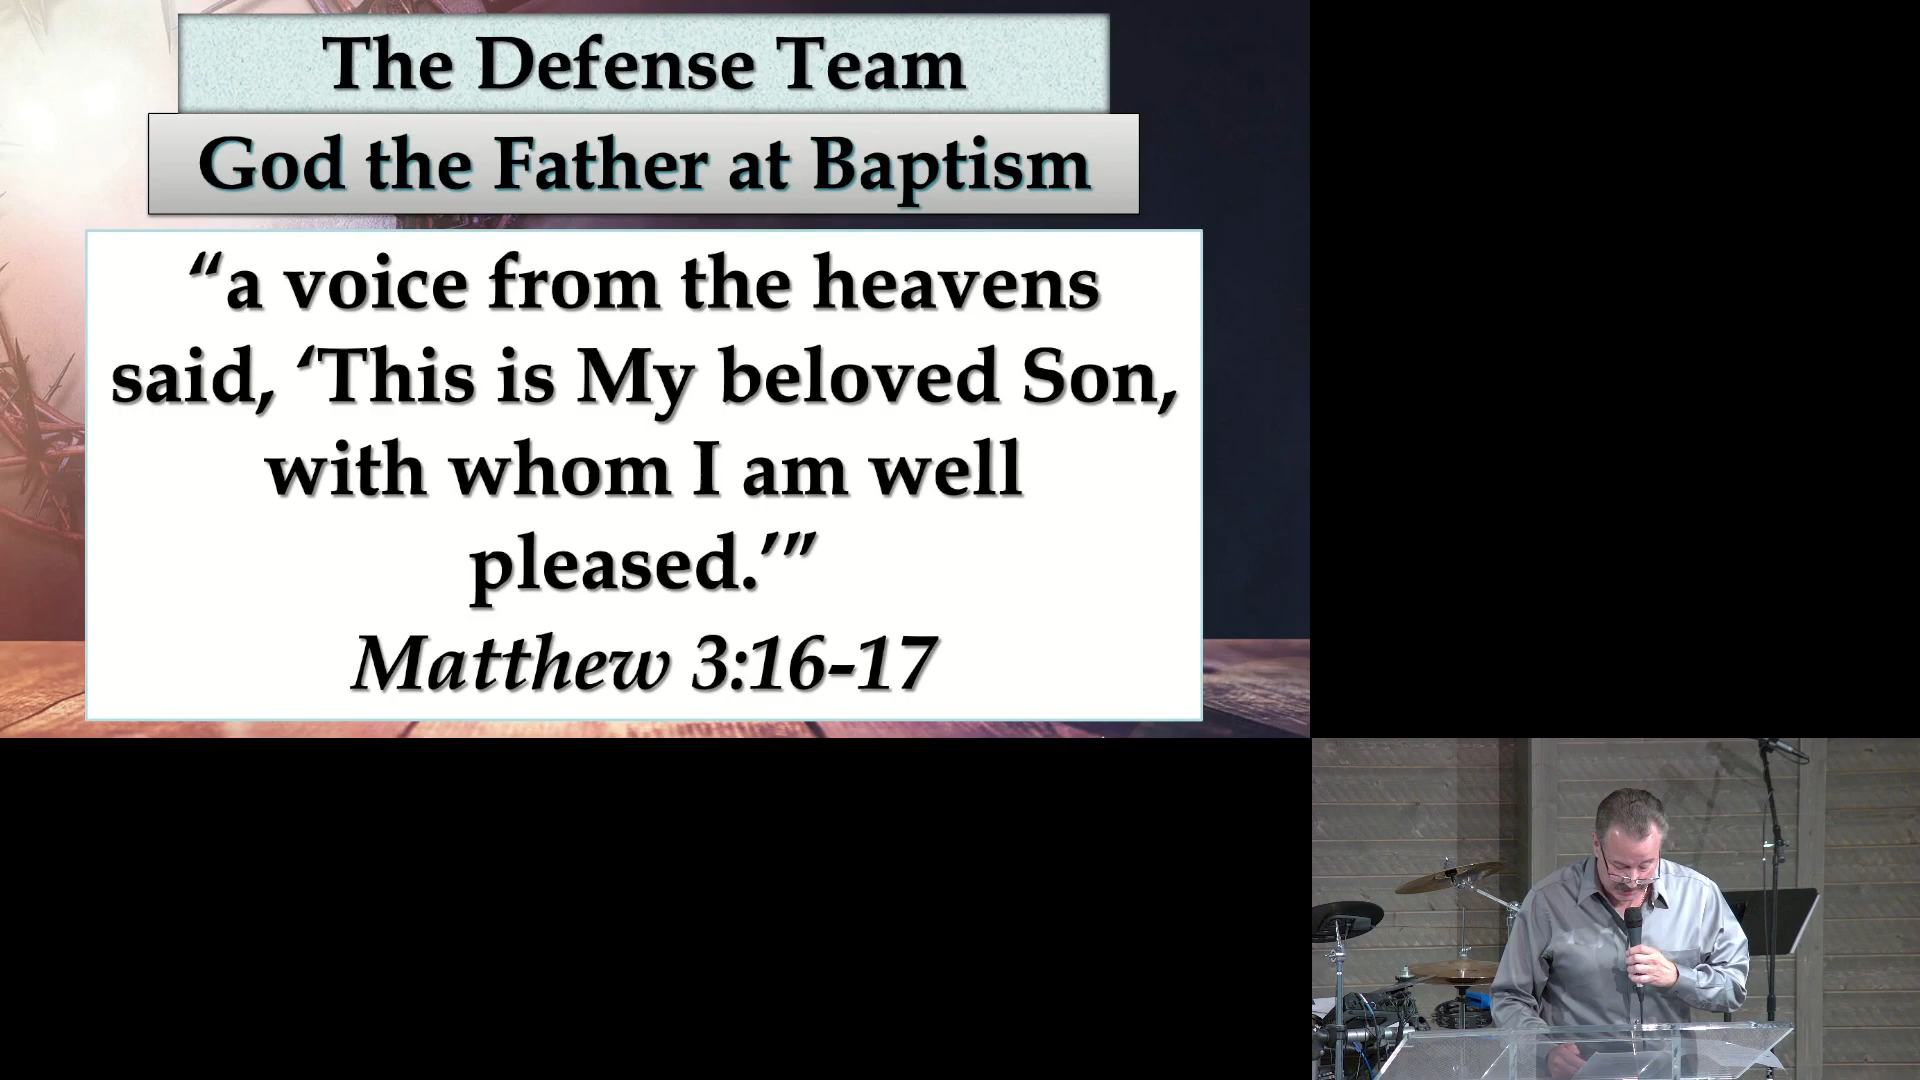 The Defense Team
God the Father at Baptism
“a voice from the heavens
said, ‘This is My beloved Son,
with whom I am well
pleased.’”
Matthew 3:16-17